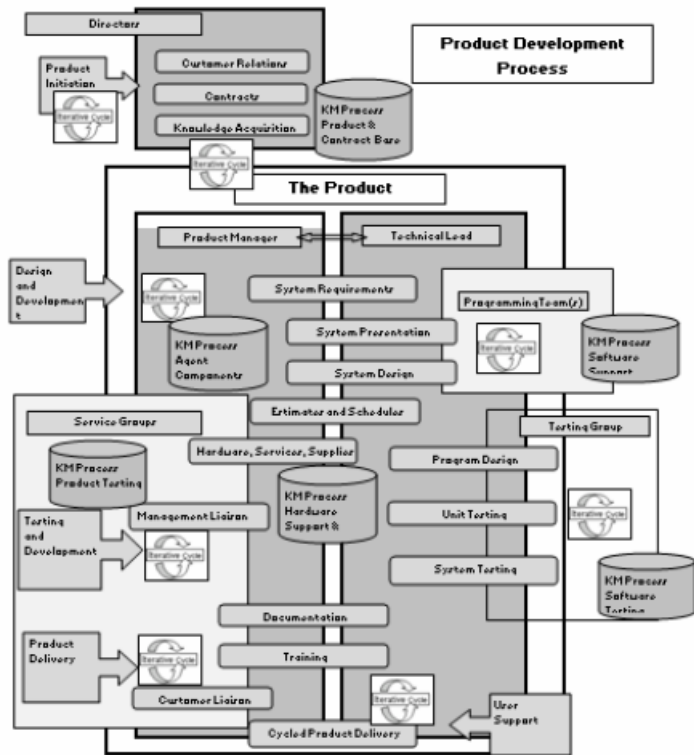 Directors
Product Development
Process
Customer Relations
Product
Initiation
Contracts
KM Process
Product &
Contract Base
Iterative Cycle
Knowledge Acquisition
Iterative Cycle
The Product
Product Manager
Technical Lead
Design
and
Developmen
t
Iterative Cycle
System Requirements
Programming Team(s)
System Presentation
Iterative Cycle
KM Process
Agent
Components
KM Process
Software
Support
System Design
Estimates and Schedules
Service Groups
Testing Group
Hardware, Services, Supplies
Program Design
KM Process
Product Testing
KM Process
Hardware
Support &
Testing
and
Development
Management Liaison
Unit Testing
Iterative Cycle
Iterative Cycle
System Testing
KM Process
Software
Testing
Documentation
Product
Delivery
Iterative Cycle
Training
Customer Liaison
Iterative Cycle
User
Support
Cycled Product Delivery